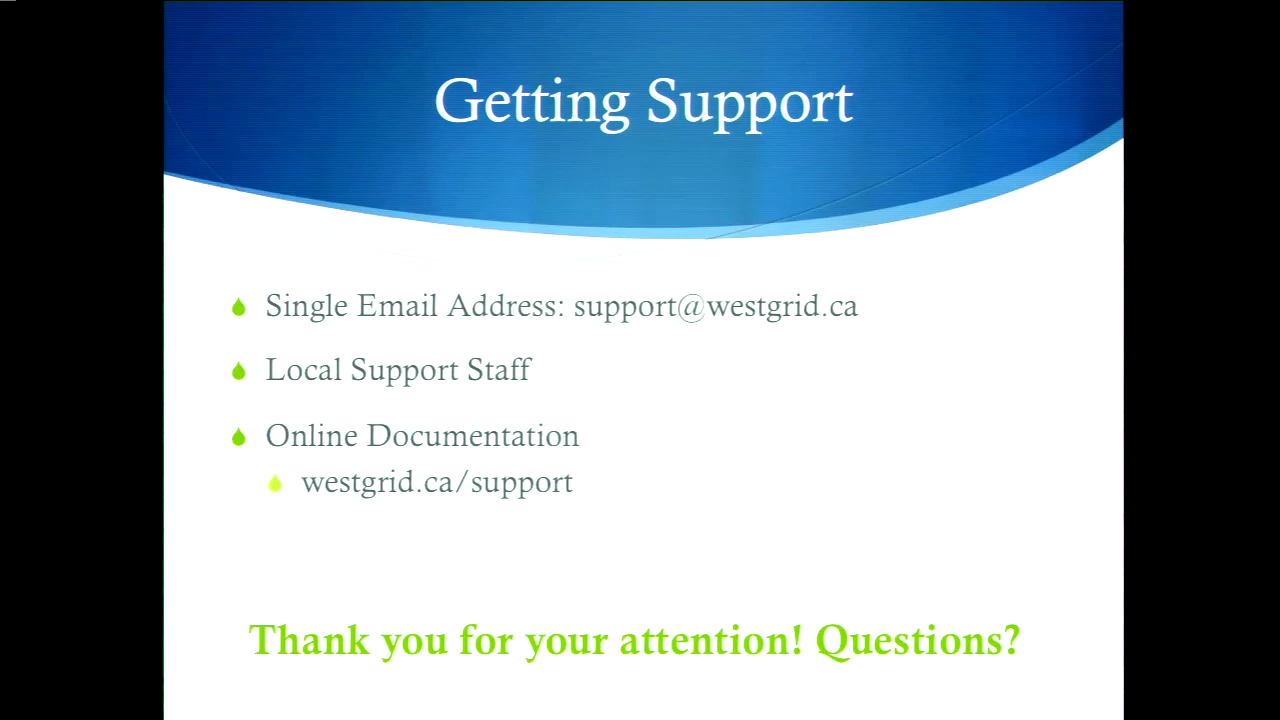 Getting Support
Single Email Address: support@westgrid.ca
Local Support Staff
Online Documentation
westgrid.ca/support
Thank you for your attention! Questions?